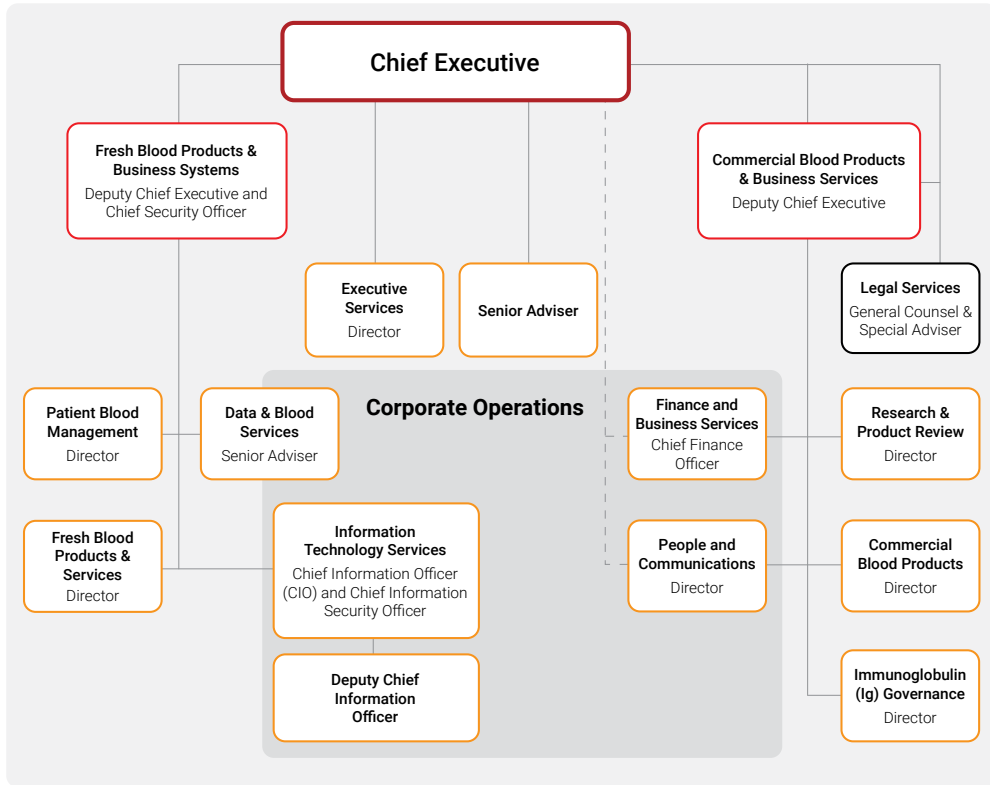 Chief Executive
Fresh Blood Products &
Business Systems
Deputy Chief Executive and
Chief Security Officer
Commercial Blood Products
& Business Services
Deputy Chief Executive
Executive
Services
Director
Senior Adviser
Legal Services
General Counsel &
Special Adviser
Patient Blood
Management
Director
Data & Blood
Services
Senior Adviser
Corporate Operations
Finance and
Business Services
Chief Finance
Officer
Research &
Product Review
Director
Fresh Blood
Products &
Services
Director
Information
Technology Services
Chief Information Officer
(CIO) and Chief Information
Security Officer
People and
Communications
Director
Commercial
Blood Products
Director
Deputy Chief
Information
Officer
Immunoglobulin
(Ig) Governance
Director